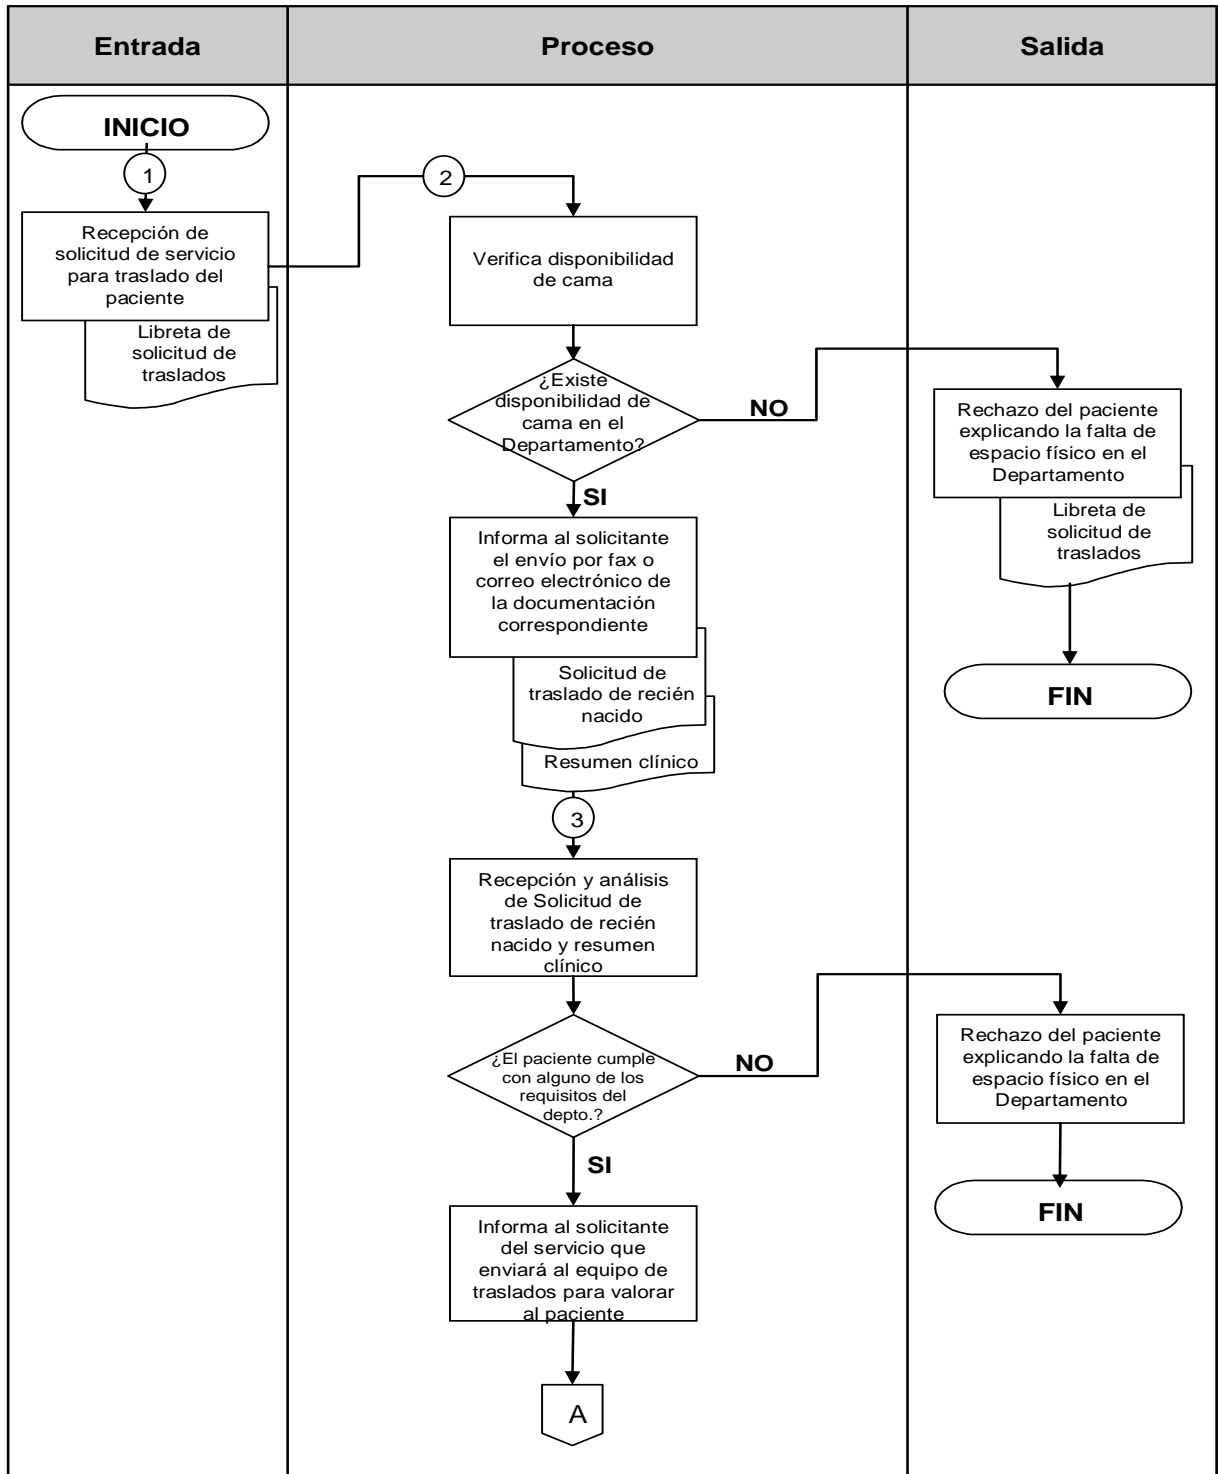 Entrada
Proceso
Salida
INICIO
1
Recepción de
solicitud de servicio
para traslado del
paciente
Libreta de
solicitud de
traslados
2
Verifica disponibilidad
de cama
¿Existe
disponibilidad de
cama en el
Departamento?
NO
Rechazo del paciente
explicando la falta de
espacio físico en el
Departamento
Libreta de
solicitud de
traslados
FIN
SI
Informa al solicitante
el envío por fax o
correo electrónico de
la documentación
correspondiente
Solicitud de
traslado de recién
nacido
Resumen clínico
3
Recepción y análisis
de Solicitud de
traslado de recién
nacido y resumen
clínico
¿El paciente cumple
con alguno de los
requisitos del
depto.?
NO
Rechazo del paciente
explicando la falta de
espacio físico en el
Departamento
FIN
SI
Informa al solicitante
del servicio que
enviará al equipo de
traslados para valorar
al paciente
A